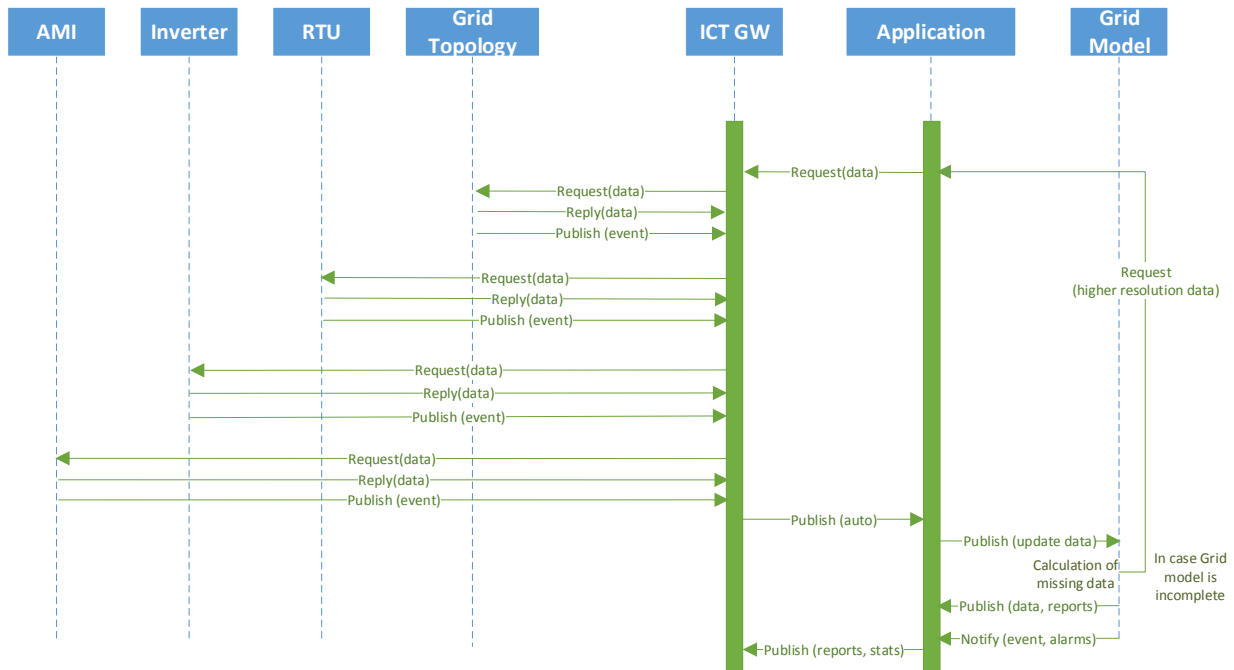 AMI
Inverter
RTU
Grid
Topology
ICT GW
Application
Grid
Model
Request(data)
Request(data)
Reply(data)
Publish (event)
Request
(higher resolution data)
Request(data)
Reply(data)
Publish (event)
Request(data)
Reply(data)
Publish (event)
Request(data)
Reply(data)
Publish (event)
Publish (auto)
Publish (update data)
Calculation of
missing data
In case Grid
model is
incomplete
Publish (data, reports)
Notify (event, alarms)
Publish (reports, stats)